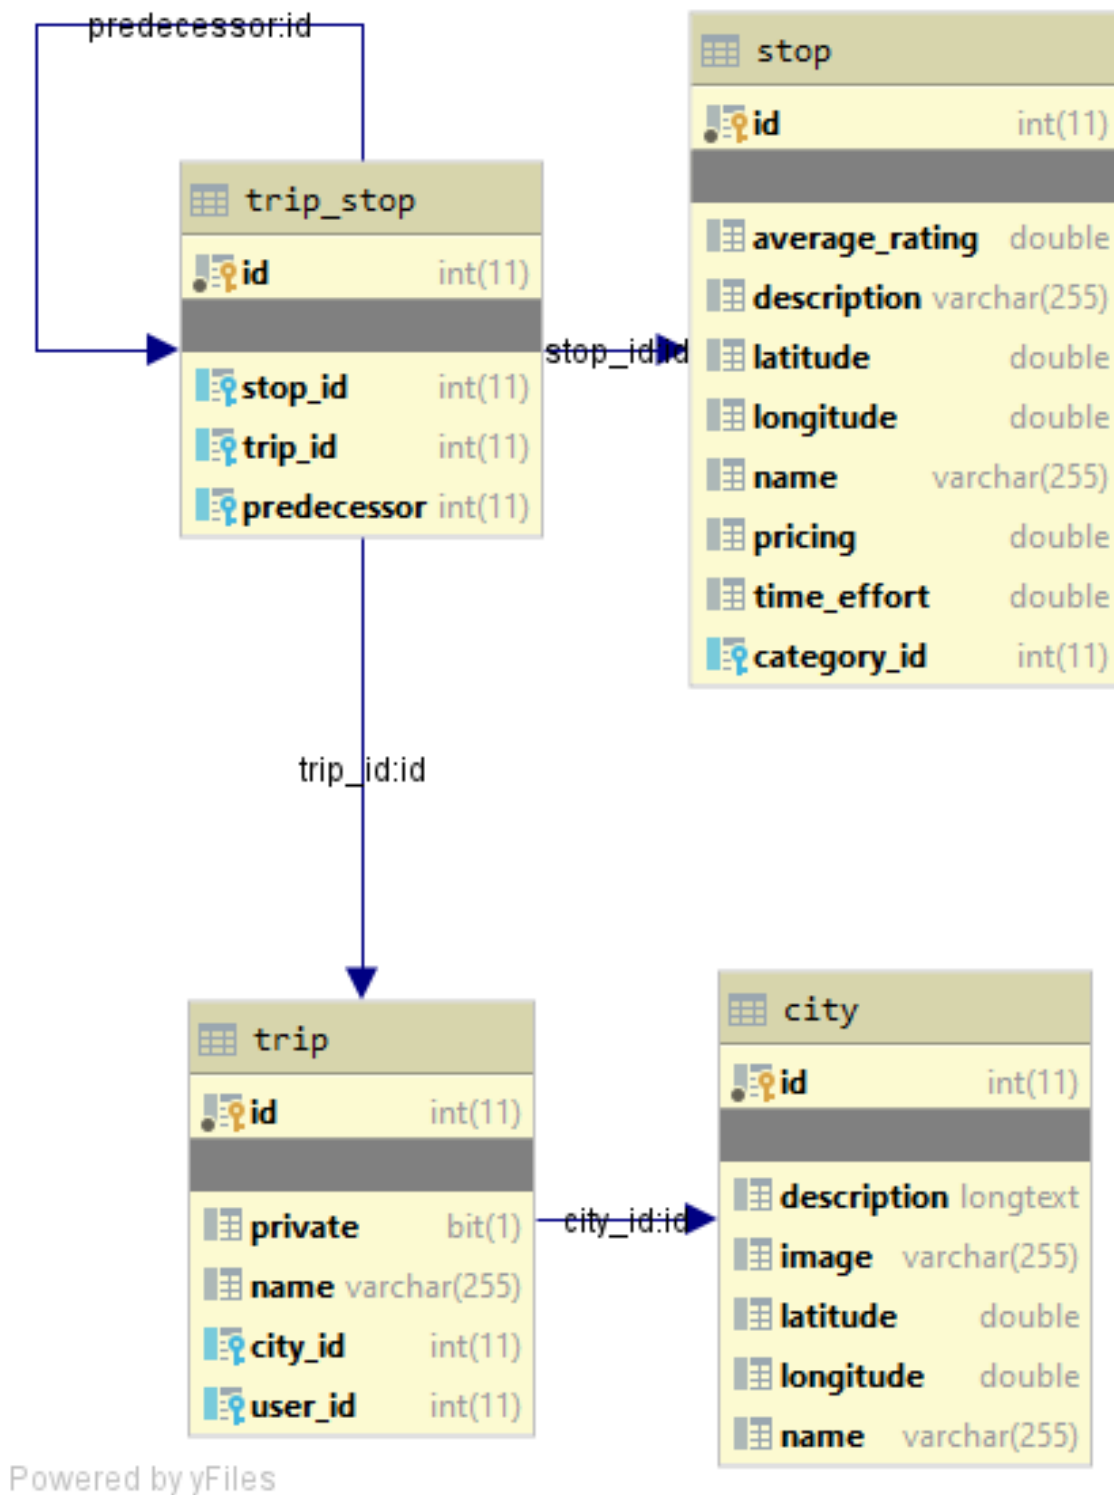 predecessor:id
trip_stop
id int(11)
stop_id int(11)
trip_id int(11)
predecessor int(11)
stop_id:id
stop
id int(11)
average_rating double
description varchar(255)
latitude double
longitude double
name varchar(255)
pricing double
time_effort double
category_id int(11)
trip_id:id
trip
id int(11)
private bit(1)
name varchar(255)
city_id int(11)
user_id int(11)
city_id:id
city
id int(11)
description longtext
image varchar(255)
latitude double
longitude double
name varchar(255)
Powered by yFiles